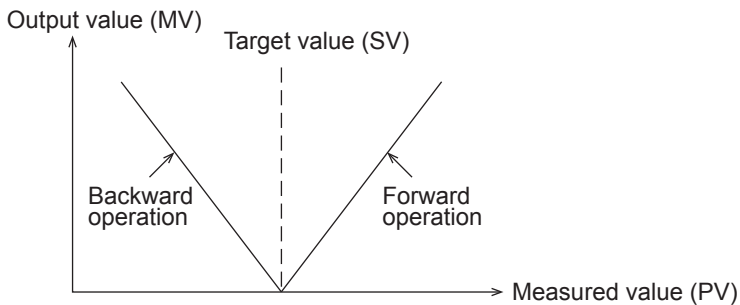 Output value (MV)
Target value (SV)
Backward
operation
Forward
operation
Measured value (PV)